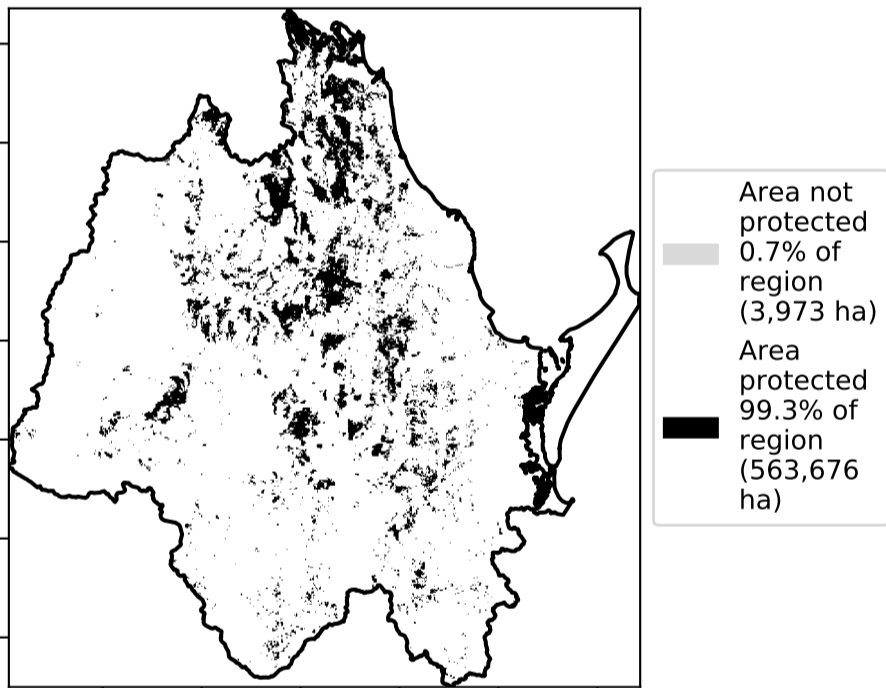 Area not
protected
0.7% of
region
(3,973 ha)
Area
protected
99.3% of
region
(563,676
ha)